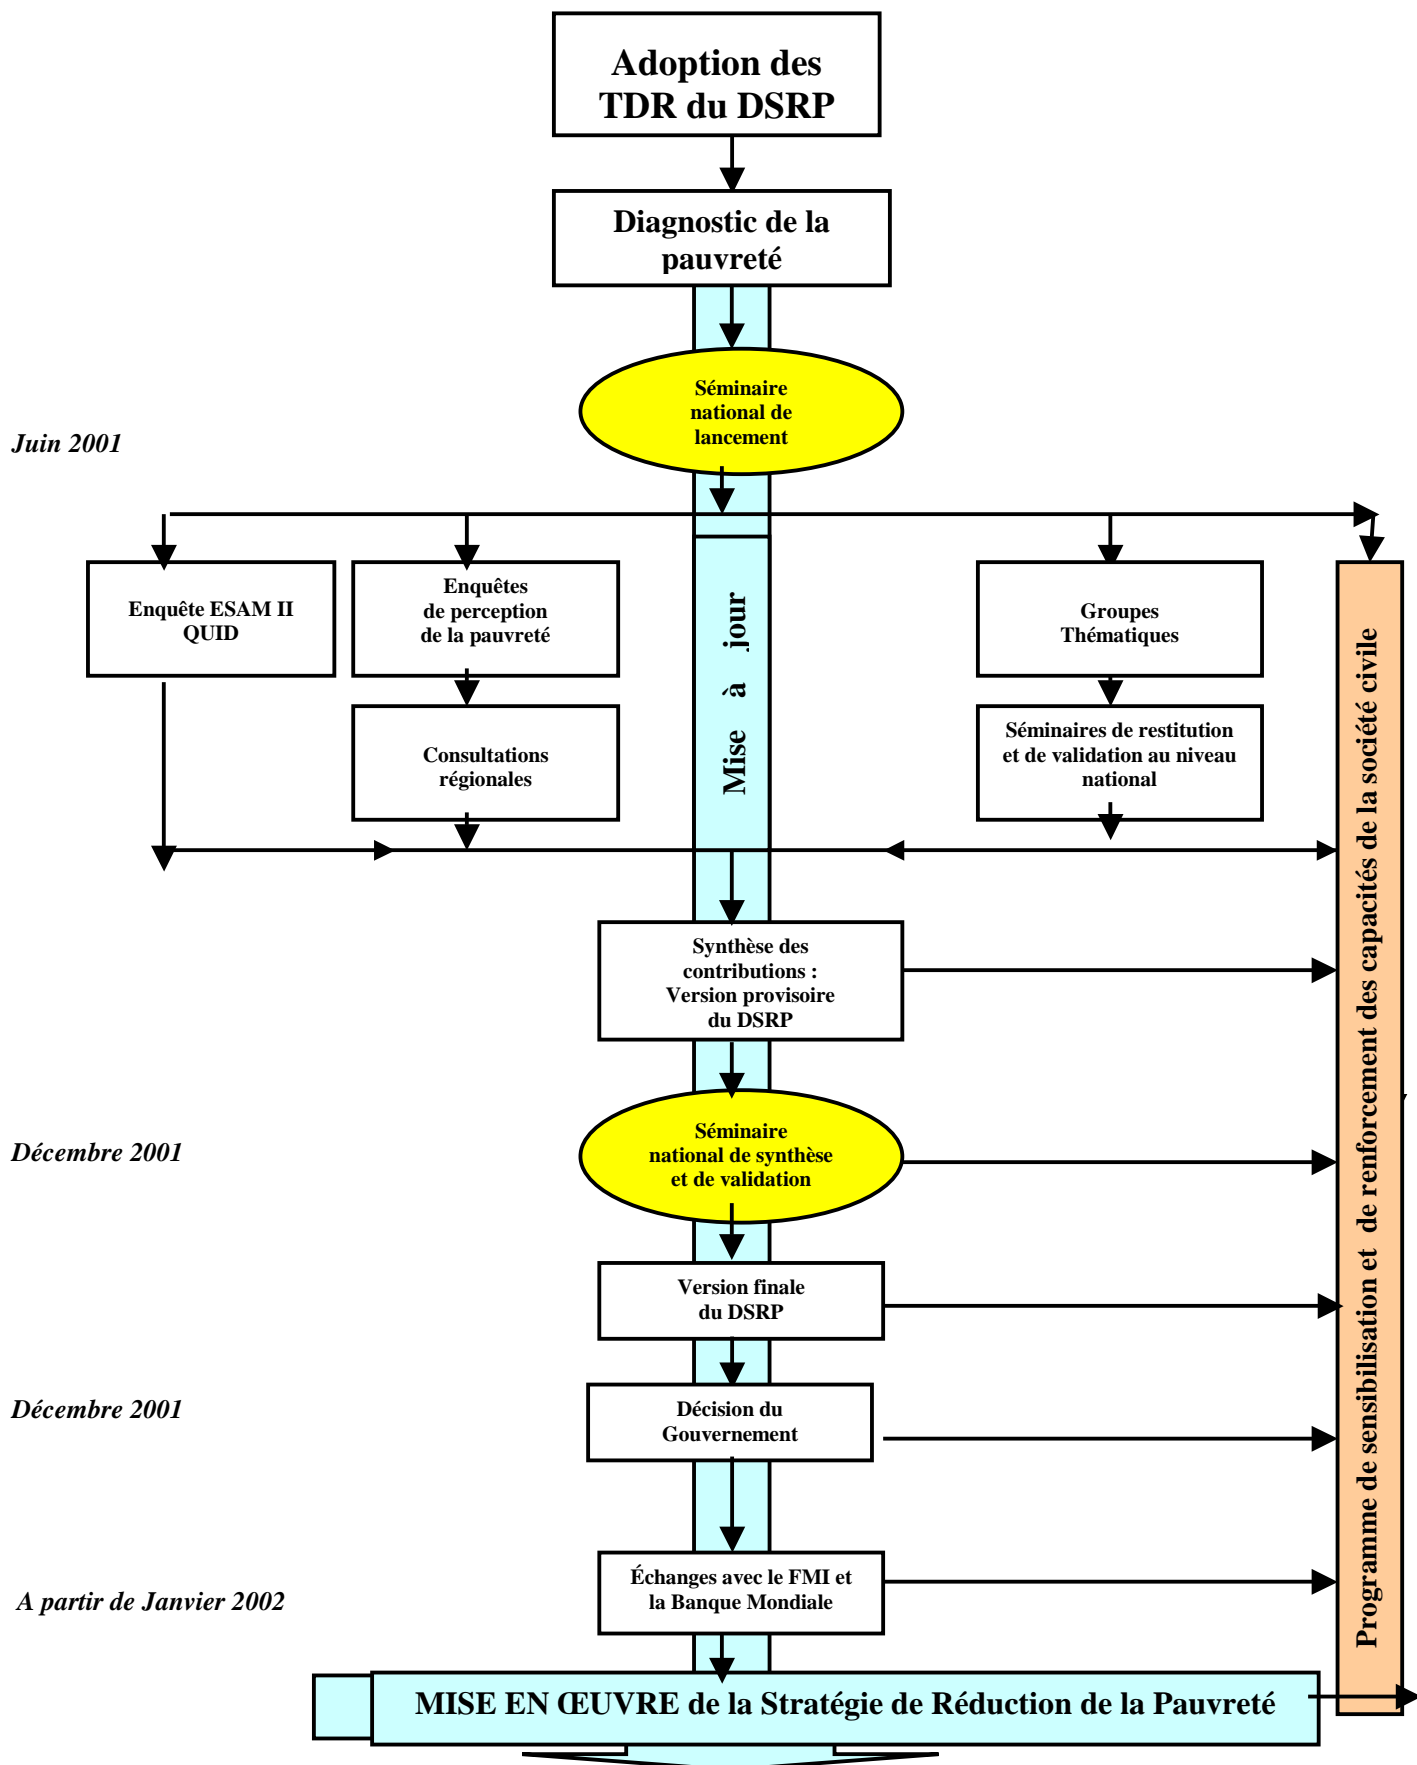 Adoption des
TDR du DSRP
Diagnostic de la
pauvreté
Séminaire
national de
lancement
Juin 2001
Enquête ESAM II
QUID
Enquêtes
de perception
de la pauvreté
Mise à jour
Groupes
Thématiques
Consultations
régionales
Séminaires de restitution
et de validation au niveau
national
Programme de sensibilisation et de renforcement des capacités de la société civile
Synthèse des
contributions :
Version provisoire
du DSRP
Décembre 2001
Séminaire
national de synthèse
et de validation
Version finale
du DSRP
Décembre 2001
Décision du
Gouvernement
A partir de Janvier 2002
Échanges avec le FMI et
la Banque Mondiale
MISE EN ŒUVRE de la Stratégie de Réduction de la Pauvreté